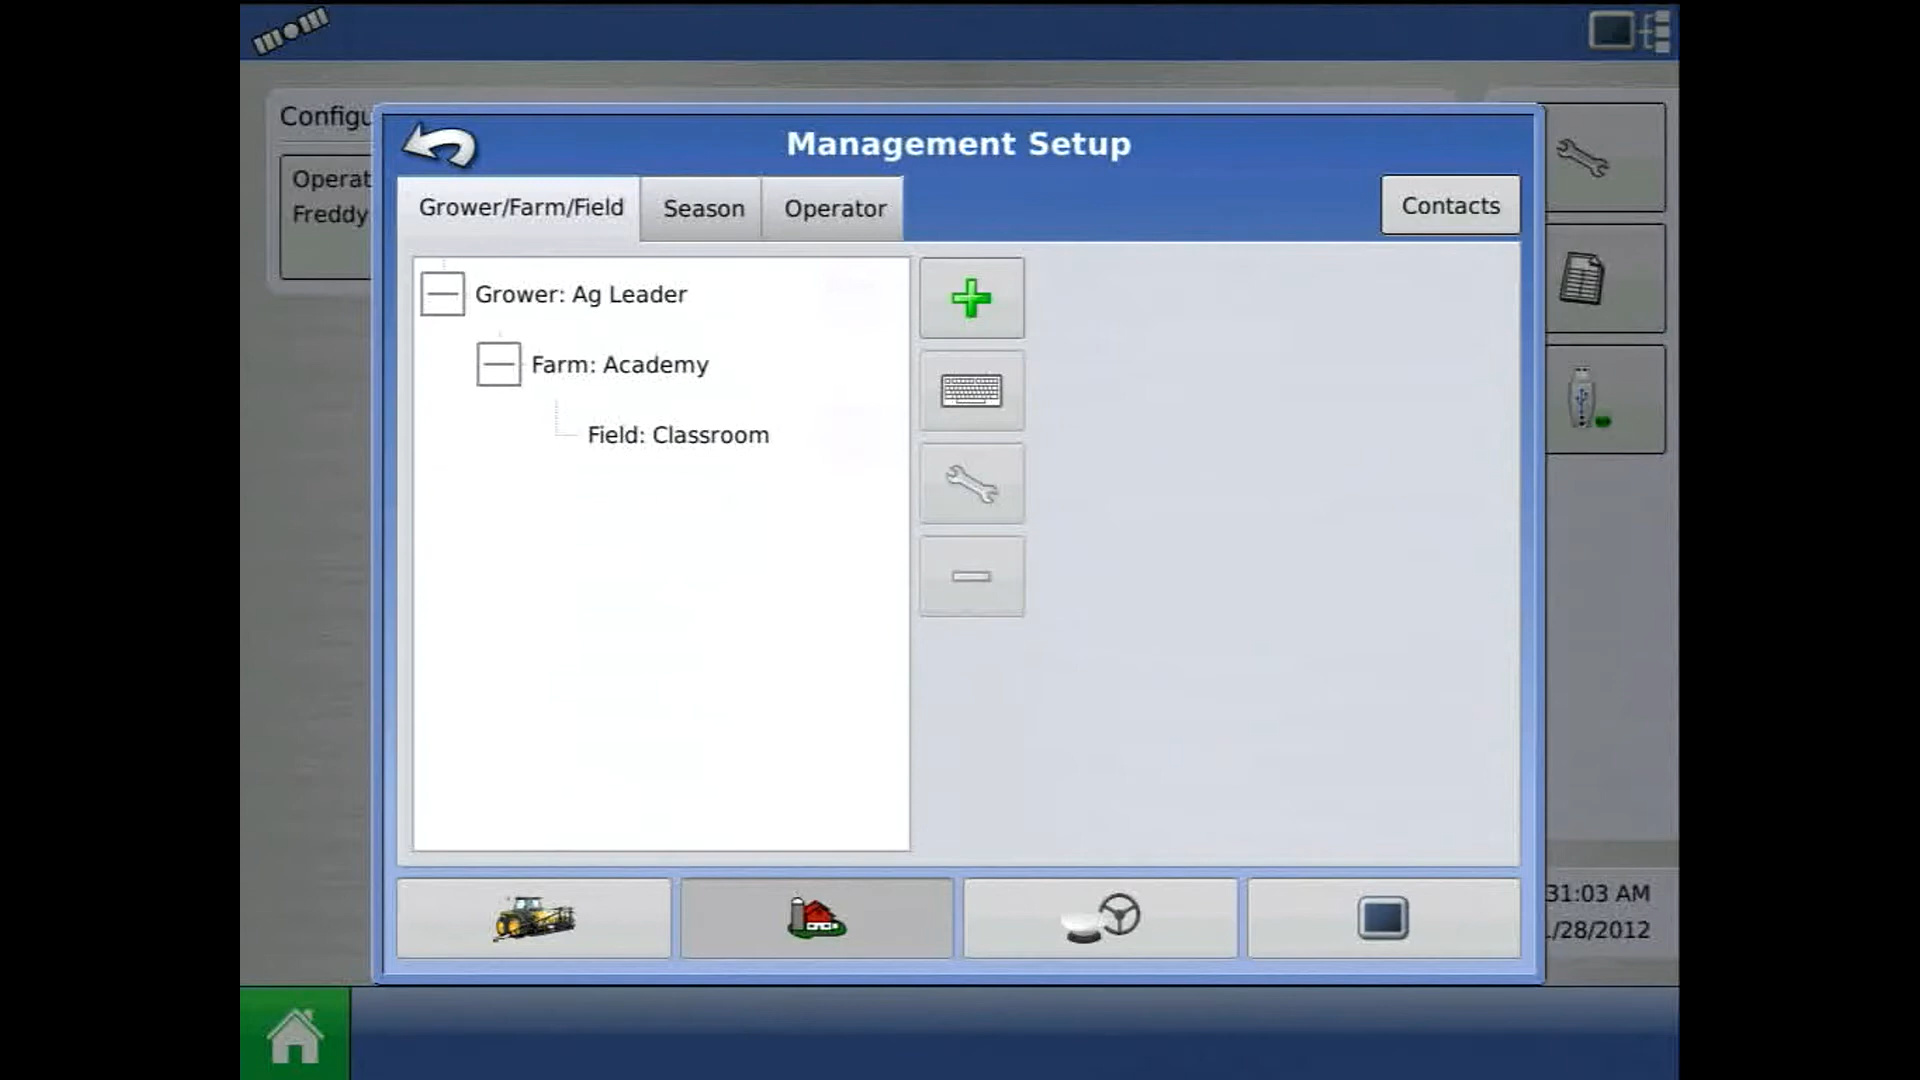 Configu
Management Setup
Operat
Freddy
Grower/Farm/Field
Season
Operator
Contacts
Grower: Ag Leader
Farm: Academy
Field: Classroom
31:03 AM
/28/2012